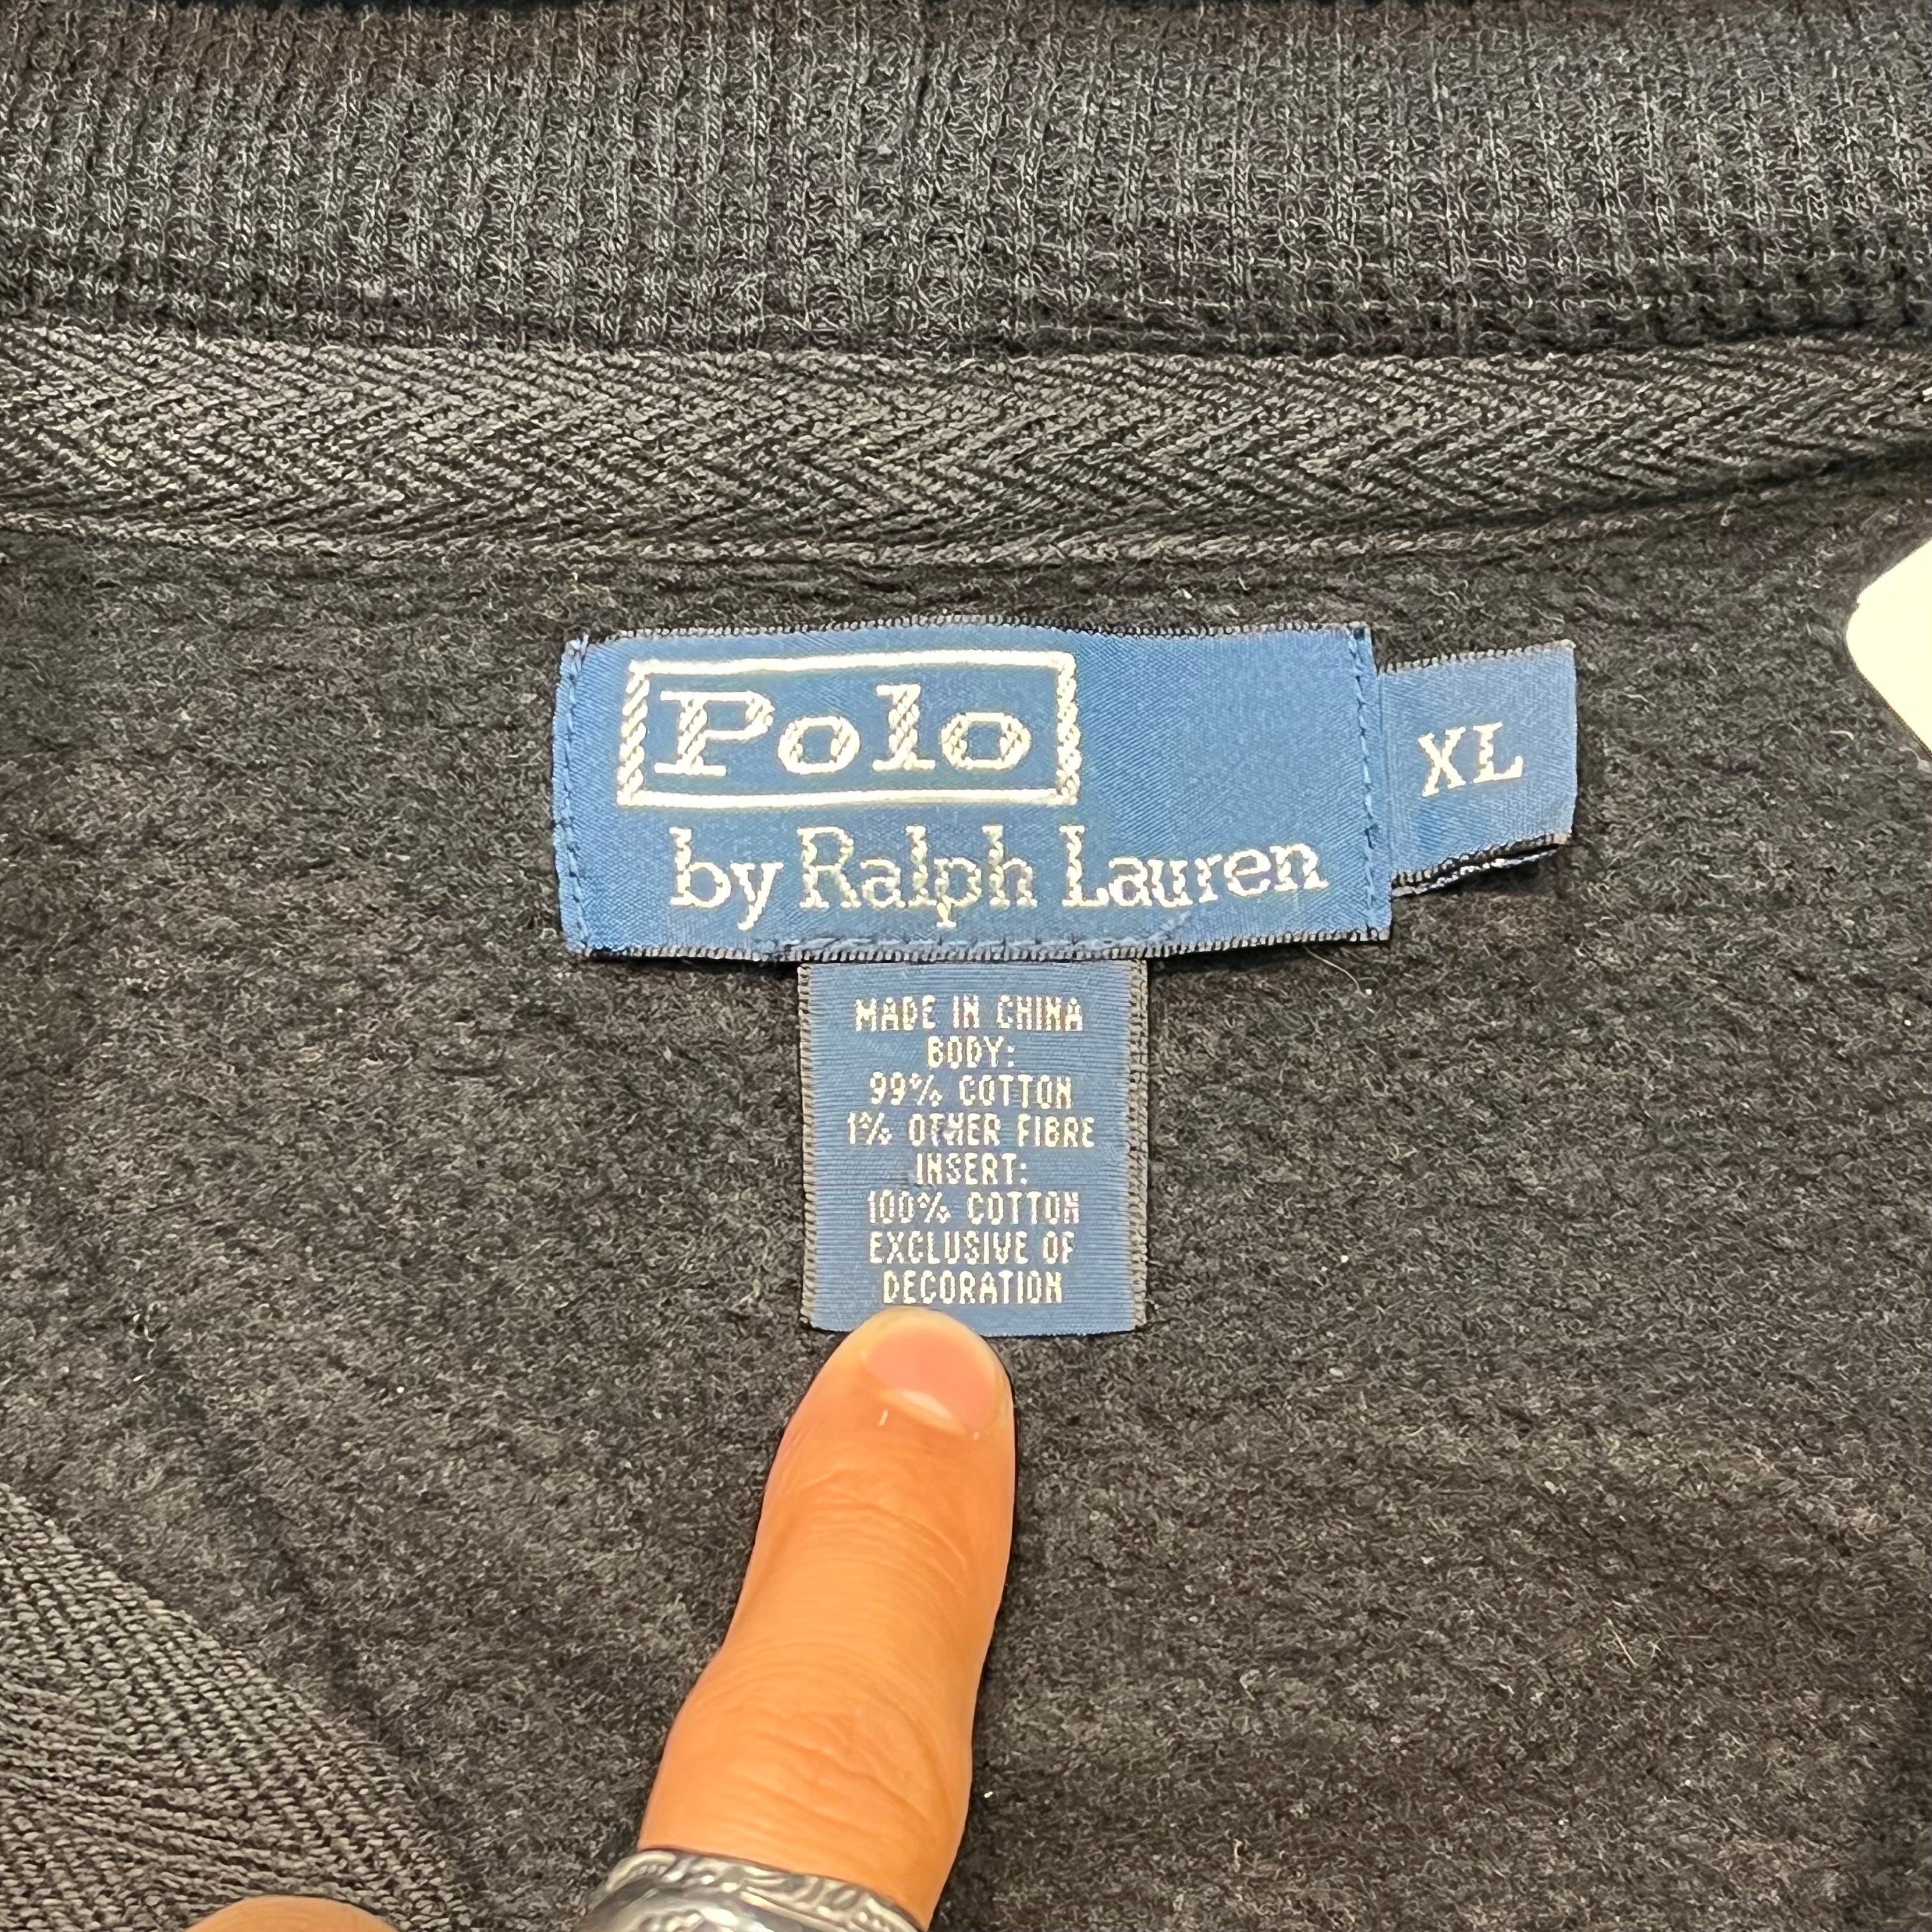 Polo
by Ralph Lauren
XL
MADE IN CHINA
BODY:
99% COTTON
1% OTHER FIBRE
INSERT:
100% COTTON
EXCLUSIVE OF
DECORATION